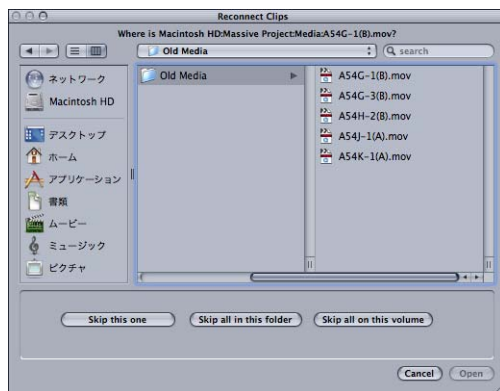 Reconnect Clips
Where is Macintosh HD:Massive Project:Media:A54G-1(B).mov?
Old Media
search
ネットワーク
Macintosh HD
デスクトップ
ホーム
アプリケーション
書類
ムービー
ミュージック
ピクチャ
Old Media
A54G-1(B).mov
A54G-3(B).mov
A54H-2(B).mov
A54J-1(A).mov
A54K-1(A).mov
Skip this one
Skip all in this folder
Skip all on this volume
Cancel
Open